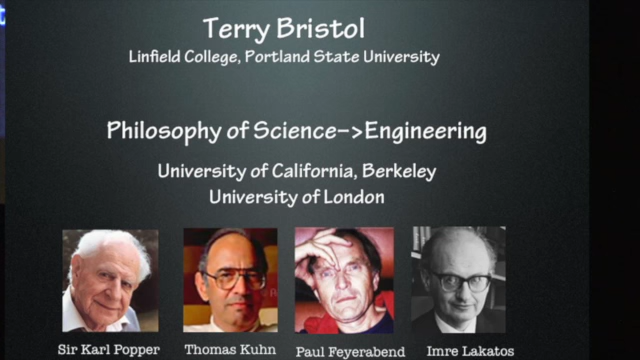 Terry Bristol
Linfield College, Portland State University
Philosophy of Science->Engineering
University of California, Berkeley
University of London
Sir Karl Popper
Thomas Kuhn
Paul Feyerabend
Imre Lakatos